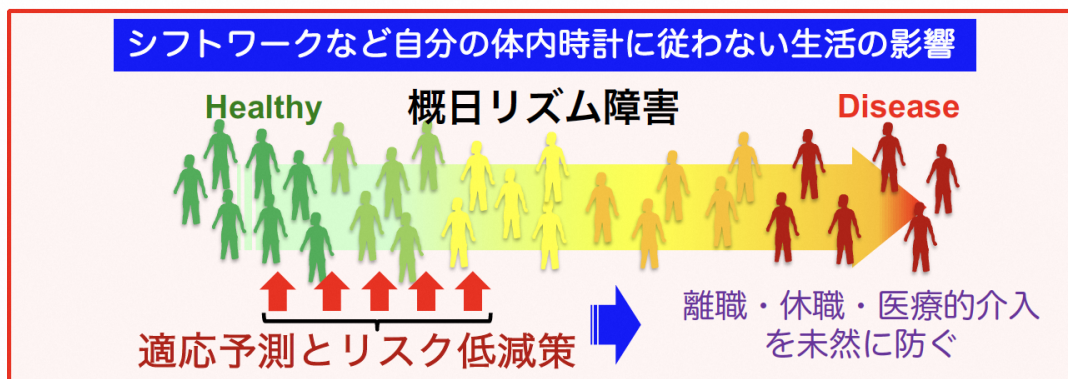 シフトワークなど自分の体内時計に従わない生活の影響
Healthy
概日リズム障害
Disease
適応予測とリスク低減策
離職・休職・医療的介入
を未然に防ぐ